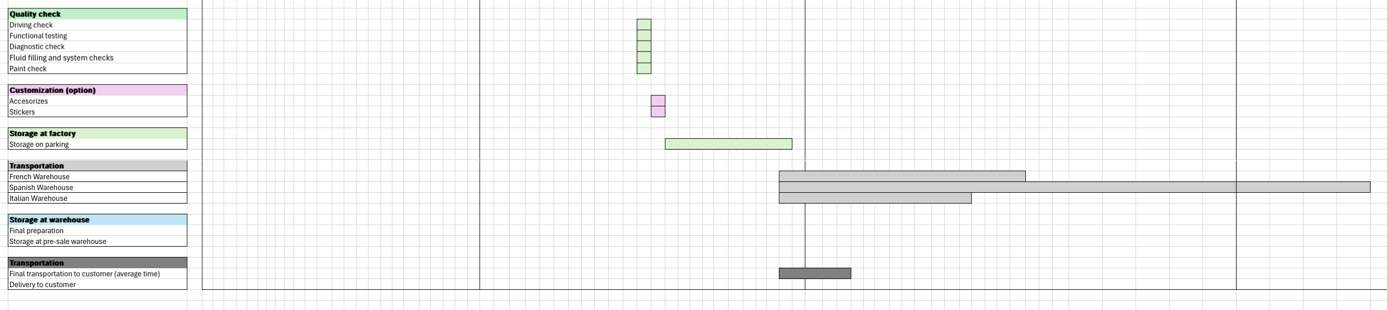 Quality check
Driving check
Functional testing
Diagnostic check
Fluid filling and system checks
Paint check
Customization (option)
Accesorizes
Stickers
Storage at factory
Storage on parking
Transportation
French Warehouse
Spanish Warehouse
Italian Warehouse
Storage at warehouse
Final preparation
Storage at pre-sale warehouse
Transportation
Final transportation to customer (average time)
Delivery to customer